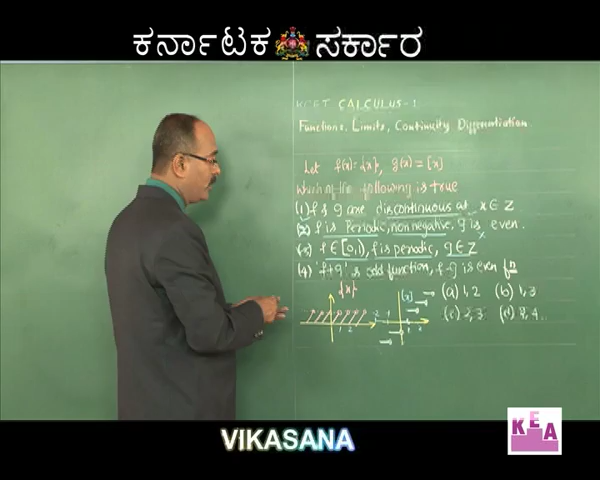 ಕರ್ನಾಟಕ ಸರ್ಕಾರ
KCET CALCULUS-1
Functions, Limits, Continuity Differentiation
Let f(x)={x}, g(x)=[x]
which of the following is true
(1) f & g are discontinuous at x∈Z
(2) f is Periodic, non negative, g is even.
(3) f∈[0,1), f is periodic, g∈Z
(4) 'f+g' is odd function, f-g is even fn
{x}
[x]
(a) 1,2 (b) 1,3
(c) 2,3 (d)
VIKASANA
KEA